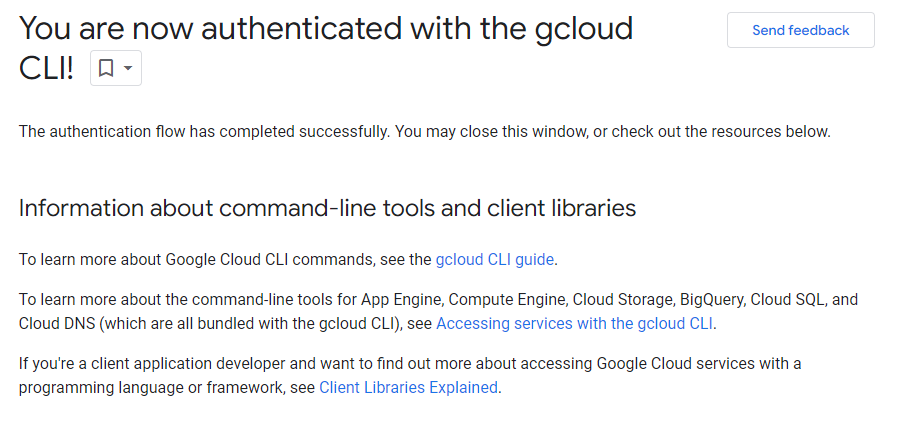 You are now authenticated with the gcloud
CLI!
Send feedback
The authentication flow has completed successfully. You may close this window, or check out the resources below.
Information about command-line tools and client libraries
To learn more about Google Cloud CLI commands, see the gcloud CLI guide.
To learn more about the command-line tools for App Engine, Compute Engine, Cloud Storage, BigQuery, Cloud SQL, and
Cloud DNS (which are all bundled with the gcloud CLI), see Accessing services with the gcloud CLI.
If you're a client application developer and want to find out more about accessing Google Cloud services with a
programming language or framework, see Client Libraries Explained.